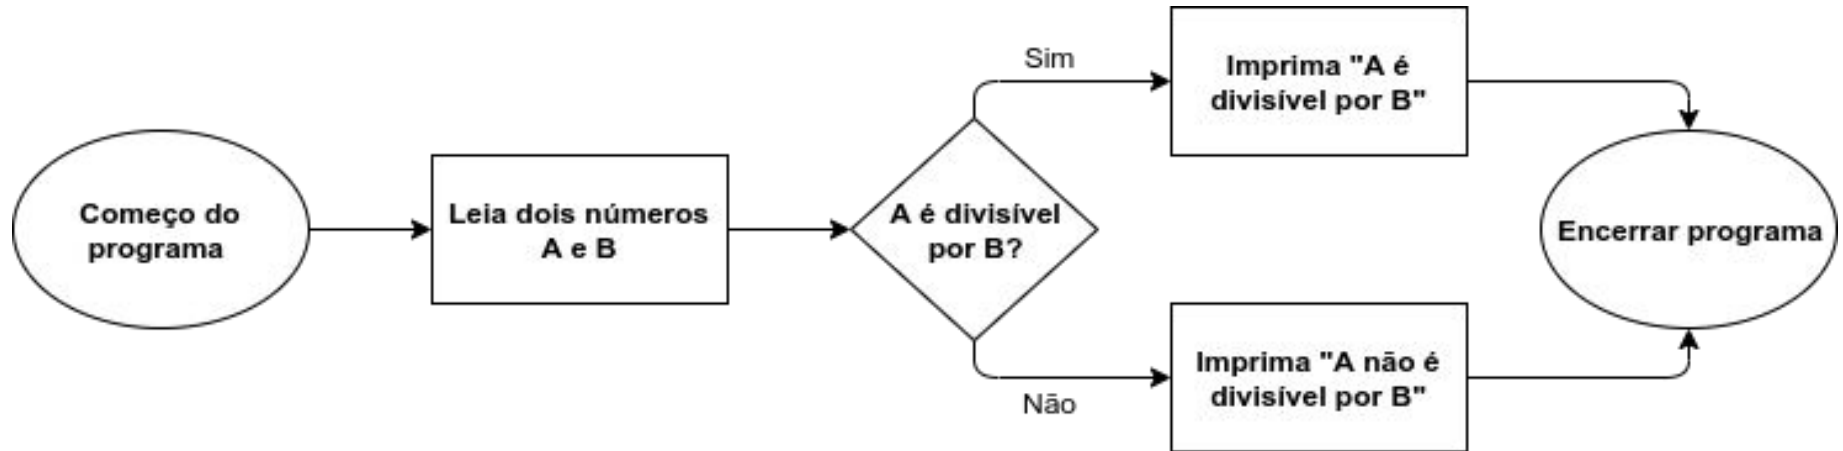 Começo do
programa
Leia dois números
A e B
A é divisível
por B?
Sim
Imprima "A é
divisível por B"
Não
Imprima "A não é
divisível por B"
Encerrar programa